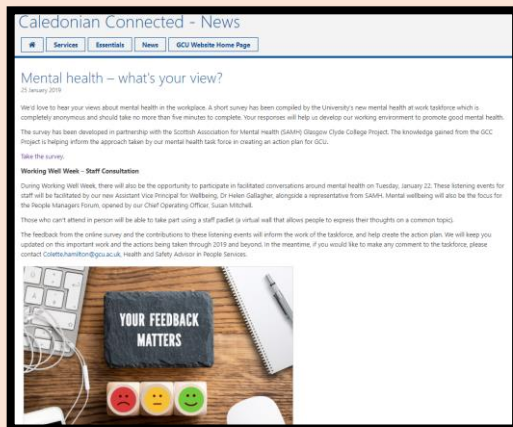 Caledonian Connected - News
Services Essentials News GCU Website Home Page
Mental health – what's your view?
25 January 2019
We'd love to hear your views about mental health in the workplace. A short survey has been compiled by the University's new mental health at work taskforce which is
completely anonymous and should take no more than five minutes to complete. Your responses will help us develop our working environment to promote good mental health.
The survey has been developed in partnership with the Scottish Association for Mental Health (SAMH) Glasgow Clyde College Project. The knowledge gained from the GCC
Project is helping inform the approach taken by our mental health task force in creating an action plan for GCU.
Take the survey.
Working Well Week – Staff Consultation
During Working Well Week, there will also be the opportunity to participate in facilitated conversations around mental health on Tuesday, January 22. These listening events for
staff will be facilitated by our new Assistant Vice Principal for Wellbeing, Dr Helen Gallagher, alongside a representative from SAMH. Mental wellbeing will also be the focus for
the People Managers Forum, opened by our Chief Operating Officer, Susan Mitchell.
Those who can't attend in person will be able to take part using a staff padlet (a virtual wall that allows people to express their thoughts on a common topic).
The feedback from the online survey and the contributions to these listening events will inform the work of the taskforce, and help create the action plan. We will keep you
updated on this important work and the actions being taken through 2019 and beyond. In the meantime, if you would like to make any comment to the taskforce, please
contact Colette.hamilton@gcu.ac.uk, Health and Safety Advisor in People Services.
YOUR FEEDBACK
MATTERS